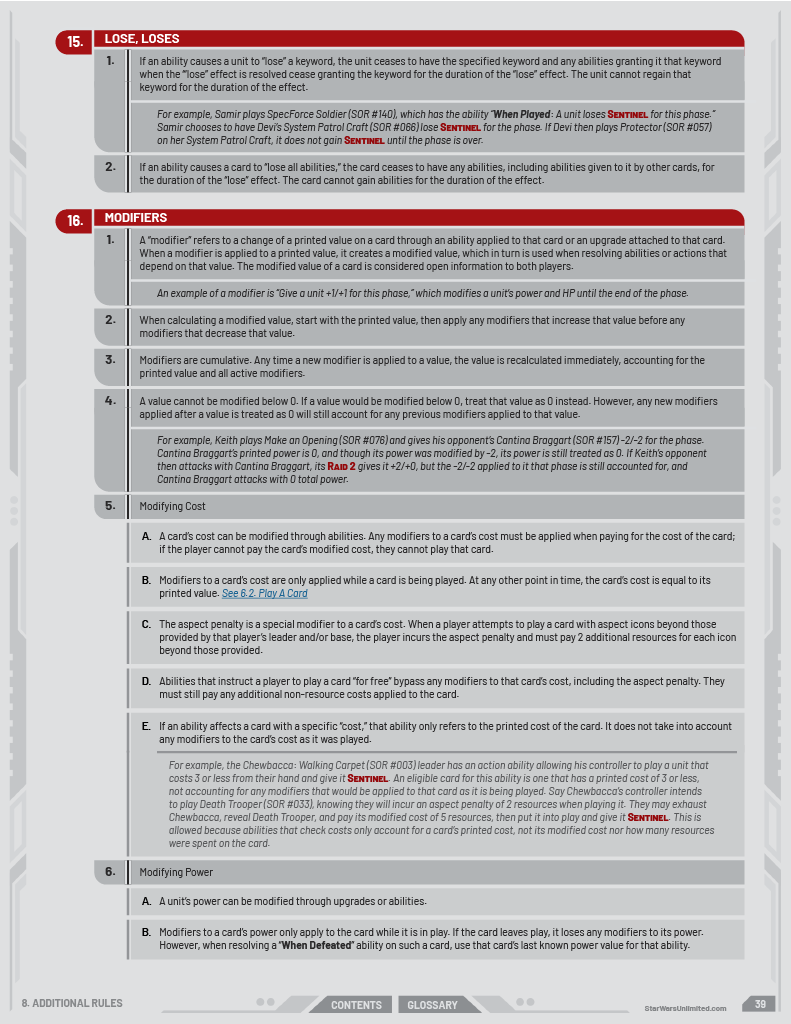 15. LOSE, LOSES
1. If an ability causes a unit to "lose" a keyword, the unit ceases to have the specified keyword and any abilities granting it that keyword
when the "lose" effect is resolved cease granting the keyword for the duration of the "lose" effect. The unit cannot regain that
keyword for the duration of the effect.
For example, Samir plays SpecForce Soldier (SOR #140), which has the ability "When Played: A unit loses SENTINEL for this phase."
Samir chooses to have Devi's System Patrol Craft (SOR #066) lose SENTINEL for the phase. If Devi then plays Protector (SOR #057)
on her System Patrol Craft, it does not gain SENTINEL until the phase is over.
2. If an ability causes a card to "lose all abilities," the card ceases to have any abilities, including abilities given to it by other cards, for
the duration of the "lose" effect. The card cannot gain abilities for the duration of the effect.
16. MODIFIERS
1. A "modifier" refers to a change of a printed value on a card through an ability applied to that card or an upgrade attached to that card.
When a modifier is applied to a printed value, it creates a modified value, which in turn is used when resolving abilities or actions that
depend on that value. The modified value of a card is considered open information to both players.
An example of a modifier is "Give a unit +1/+1 for this phase," which modifies a unit's power and HP until the end of the phase.
2. When calculating a modified value, start with the printed value, then apply any modifiers that increase that value before any
modifiers that decrease that value.
3. Modifiers are cumulative. Any time a new modifier is applied to a value, the value is recalculated immediately, accounting for the
printed value and all active modifiers.
4. A value cannot be modified below 0. If a value would be modified below 0, treat that value as 0 instead. However, any new modifiers
applied after a value is treated as 0 will still account for any previous modifiers applied to that value.
For example, Keith plays Make an Opening (SOR #076) and gives his opponent's Cantina Braggart (SOR #157) -2/-2 for the phase.
Cantina Braggart's printed power is 0, and though its power was modified by -2, its power is still treated as 0. If Keith's opponent
then attacks with Cantina Braggart, its RAID 2 gives it +2/+0, but the -2/-2 applied to it that phase is still accounted for, and
Cantina Braggart attacks with 0 total power.
5. Modifying Cost
A. A card's cost can be modified through abilities. Any modifiers to a card's cost must be applied when paying for the cost of the card;
if the player cannot pay the card's modified cost, they cannot play that card.
B. Modifiers to a card's cost are only applied while a card is being played. At any other point in time, the card's cost is equal to its
printed value. See 6.2. Play A Card
C. The aspect penalty is a special modifier to a card's cost. When a player attempts to play a card with aspect icons beyond those
provided by that player's leader and/or base, the player incurs the aspect penalty and must pay 2 additional resources for each icon
beyond those provided.
D. Abilities that instruct a player to play a card "for free" bypass any modifiers to that card's cost, including the aspect penalty. They
must still pay any additional non-resource costs applied to the card.
E. If an ability affects a card with a specific "cost," that ability only refers to the printed cost of the card. It does not take into account
any modifiers to the card's cost as it was played.
For example, the Chewbacca: Walking Carpet (SOR #003) leader has an action ability allowing his controller to play a unit that
costs 3 or less from their hand and give it SENTINEL. An eligible card for this ability is one that has a printed cost of 3 or less,
not accounting for any modifiers that would be applied to that card as it is being played. Say Chewbacca's controller intends
to play Death Trooper (SOR #033), knowing they will incur an aspect penalty of 2 resources when playing it. They may exhaust
Chewbacca, reveal Death Trooper, and pay its modified cost of 5 resources, then put it into play and give it SENTINEL. This is
allowed because abilities that check costs only account for a card's printed cost, not its modified cost nor how many resources
were spent on the card.
6. Modifying Power
A. A unit's power can be modified through upgrades or abilities.
B. Modifiers to a card's power only apply to the card while it is in play. If the card leaves play, it loses any modifiers to its power.
However, when resolving a "When Defeated" ability on such a card, use that card's last known power value for that ability.
8. ADDITIONAL RULES CONTENTS GLOSSARY StarWarsUnlimited.com 39